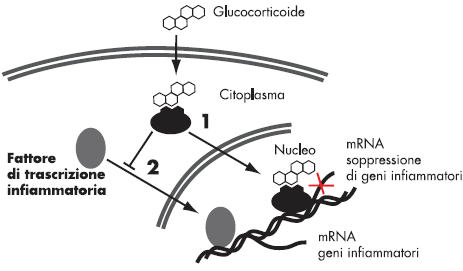 Glucocorticoide
Citoplasma
1
Fattore
di trascrizione
infiammatoria
2
Nucleo
mRNA
soppressione
di geni infiammatori
mRNA
geni infiammatori